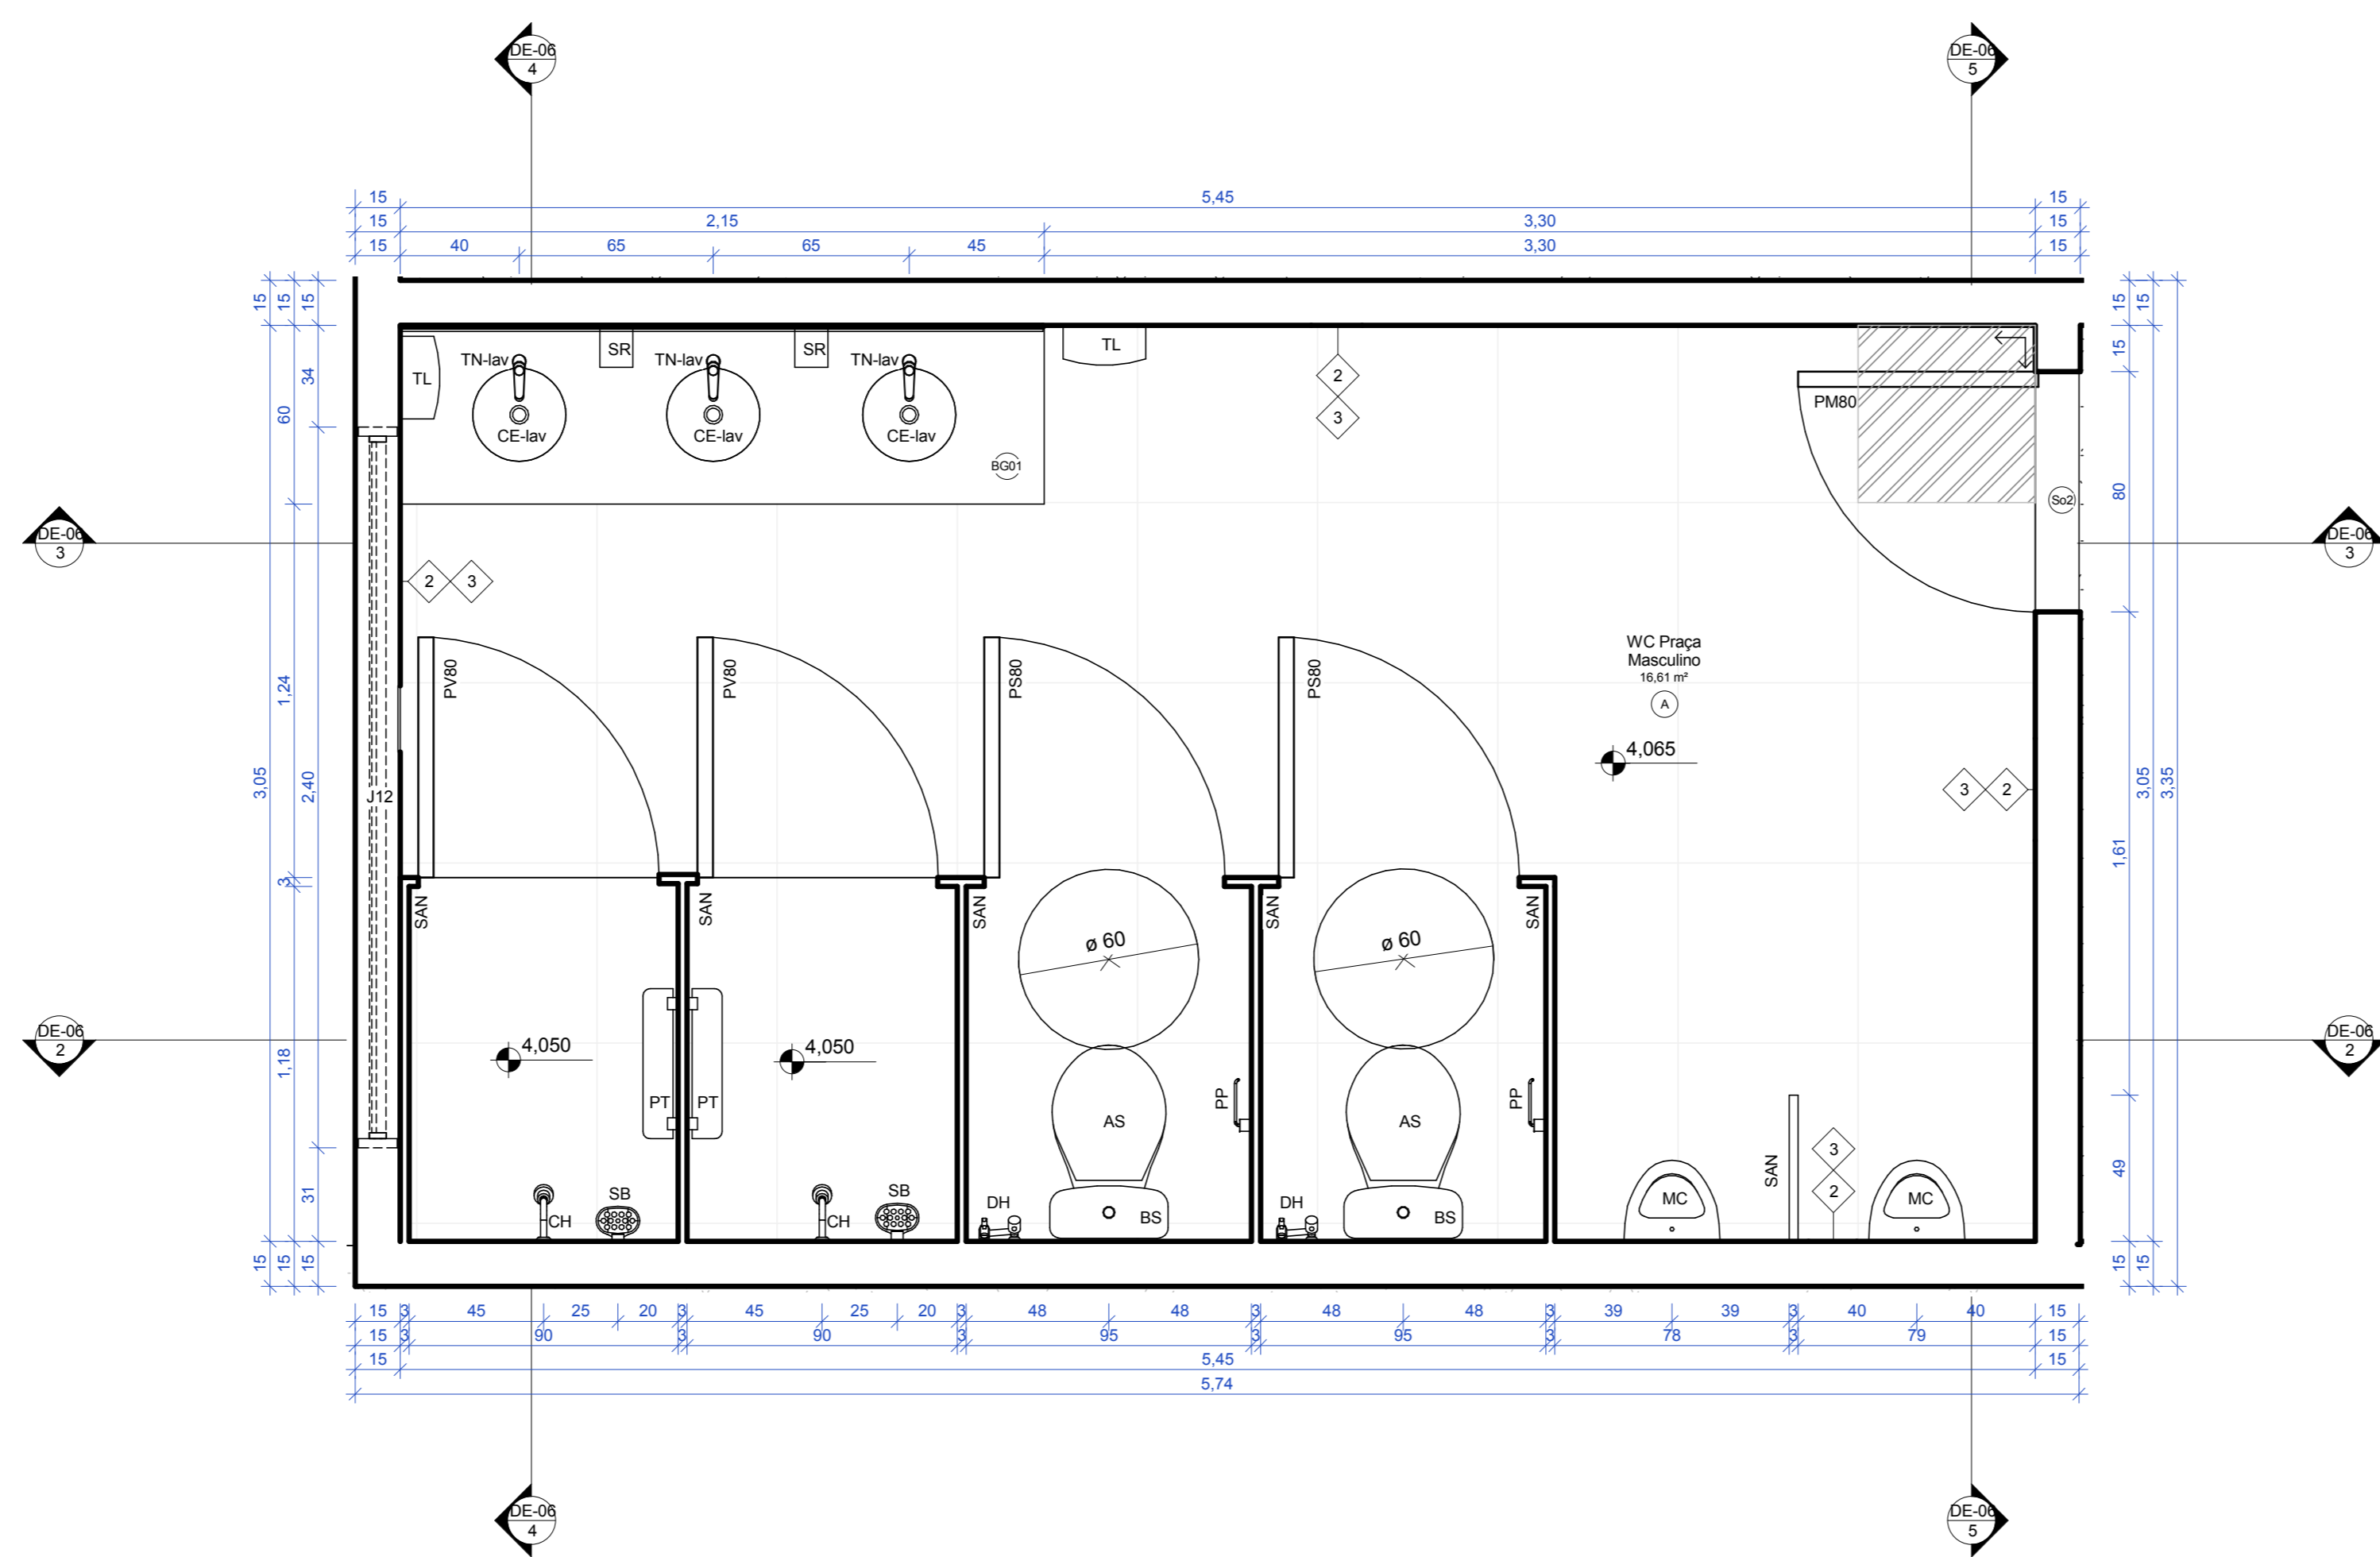 DE-06
4
DE-06
5
15
5,45
15
15
2,15
3,30
15
15
40
65
65
45
3,30
15
15
15
15
15
15
TN-lav
SR
TN-lav
SR
TN-lav
TL
TL
34
15
2
PM80
60
3
CE-lav
CE-lav
CE-lav
BG01
80
So2
DE-06
3
DE-06
3
2
3
WC Praça
Masculino
16,61 m²
A
PV80
PV80
PS80
PS80
1,24
4,065
3,05
2,40
J12
3
2
3,05
3,35
1,61
3
SAN
SAN
SAN
SAN
SAN
ø 60
ø 60
DE-06
2
DE-06
2
4,050
4,050
1,18
PT
PT
PP
PP
AS
AS
3
2
49
31
SAN
MC
MC
SB
SB
DH
DH
CH
CH
BS
BS
15
15
15
15
15
15
3
45
25
20
3
45
25
20
3
48
48
3
48
48
3
39
39
3
40
40
15
15
3
90
3
90
3
95
3
95
3
78
3
79
15
15
5,45
15
5,74
DE-06
4
DE-06
5